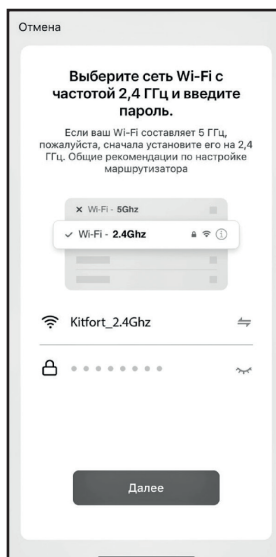 Отмена
Выберите сеть Wi-Fi с
частотой 2,4 ГГц и введите
пароль.
Если ваш Wi-Fi составляет 5 ГГц,
пожалуйста, сначала установите его на 2,4
ГГц. Общие рекомендации по настройке
маршрутизатора
Wi-Fi - 5Ghz
Wi-Fi - 2.4Ghz
Kitfort_2.4Ghz
Далее